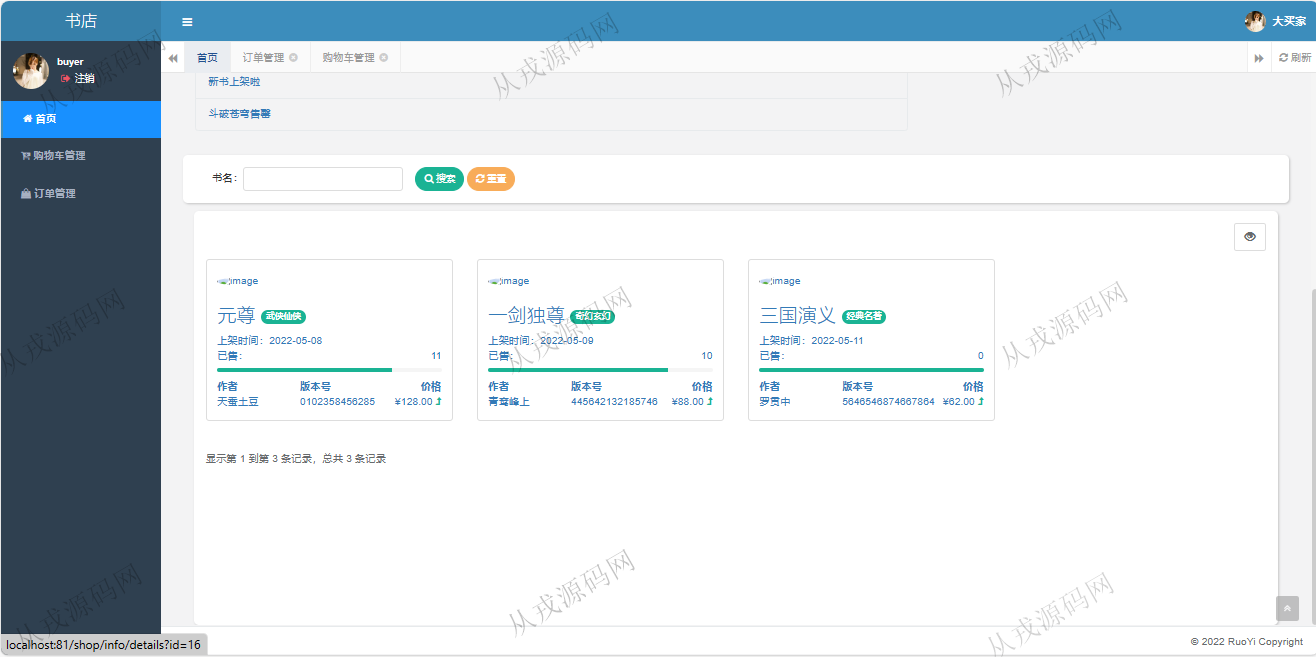 书店
大买家
buyer
注销
首页
购物车管理
订单管理
首页
订单管理
购物车管理
刷新
新书上架啦
斗破苍穹售罄
书名：
搜索
重置
image
元尊 武侠仙侠
上架时间：2022-05-08
已售： 11
作者 版本号 价格
天蚕土豆 0102358456285 ¥128.00
image
一剑独尊 奇幻玄幻
上架时间：2022-05-09
已售： 10
作者 版本号 价格
青鸾峰上 445642132185746 ¥88.00
image
三国演义 经典名著
上架时间：2022-05-11
已售： 0
作者 版本号 价格
罗贯中 5646546874667864 ¥62.00
显示第 1 到第 3 条记录，总共 3 条记录
localhost:81/shop/info/details?id=16
© 2022 RuoYi Copyright
从戎源码网
从戎源码网
从戎源码网
从戎源码网
从戎源码网
从戎源码网
从戎源码网
从戎源码网
从戎源码网